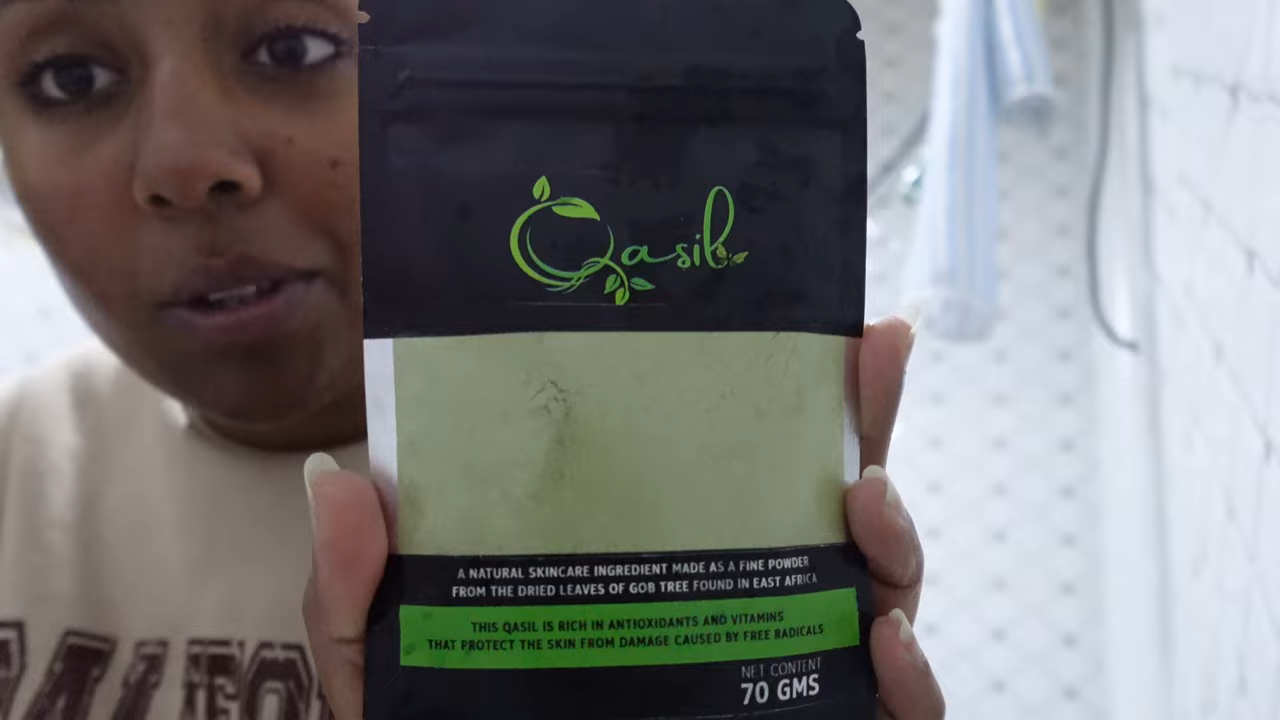 Qasil
A NATURAL SKINCARE INGREDIENT MADE AS A FINE POWDER
FROM THE DRIED LEAVES OF GOB TREE FOUND IN EAST AFRICA
THIS QASIL IS RICH IN ANTIOXIDANTS AND VITAMINS
THAT PROTECT THE SKIN FROM DAMAGE CAUSED BY FREE RADICALS
NET CONTENT
70 GMS